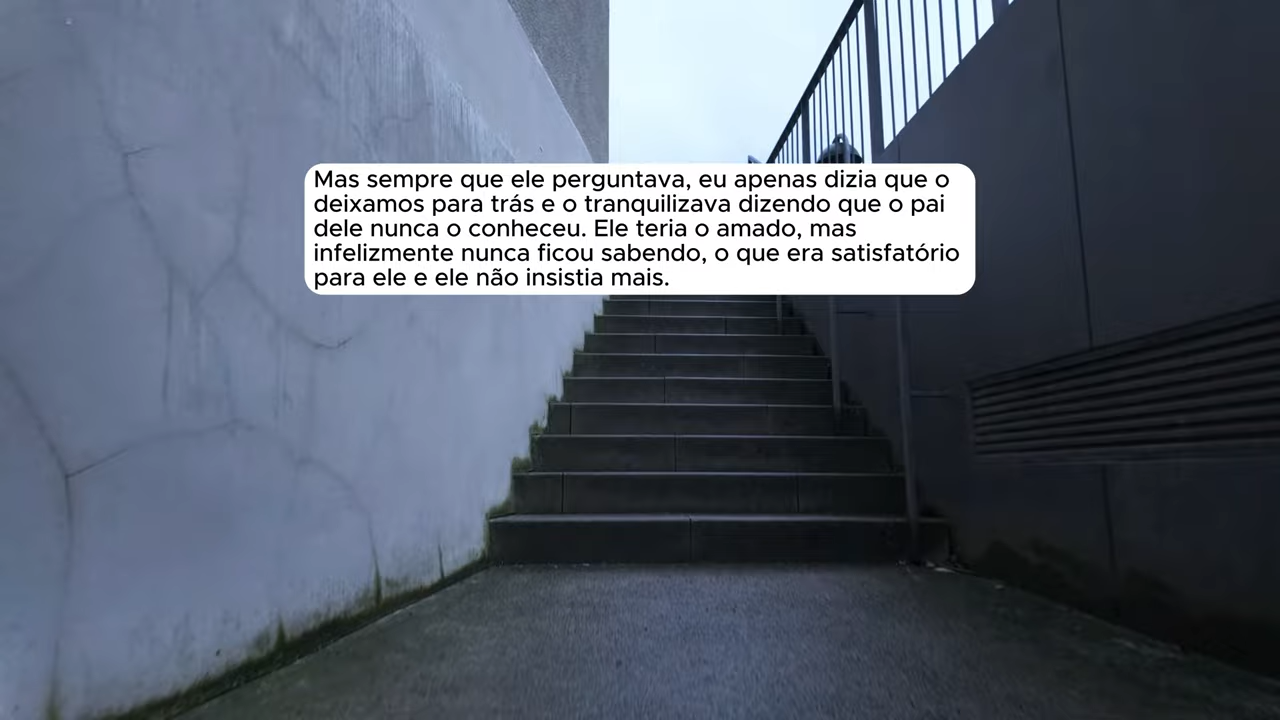 Mas sempre que ele perguntava, eu apenas dizia que o
deixamos para trás e o tranquilizava dizendo que o pai
dele nunca o conheceu. Ele teria o amado, mas
infelizmente nunca ficou sabendo, o que era satisfatório
para ele e ele não insistia mais.